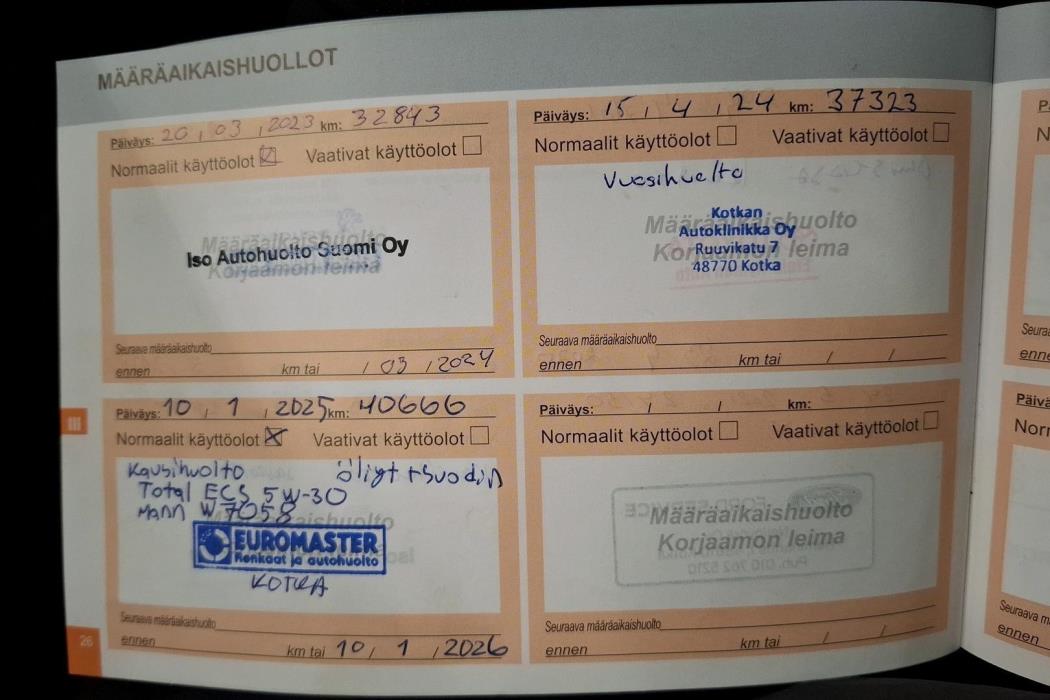 MÄÄRÄAIKAISHUOLLOT
Päiväys: 20 / 03 / 2023 km: 32843
Normaalit käyttöolot ☑ Vaativat käyttöolot ☐
Määräaikaishuolto
Iso Autohuolto Suomi Oy
Korjaamon leima
Seuraava määräaikaishuolto
ennen km tai / 03 / 2024
Päiväys: 15 / 4 / 24 km: 37323
Normaalit käyttöolot ☐ Vaativat käyttöolot ☐
Vuosihuolto
Määräaikaishuolto
Korjaamon leima
Kotkan
Autoklinikka Oy
Ruuvikatu 7
48770 Kotka
Seuraava määräaikaishuolto
ennen km tai / /
III
Päiväys: 10 / 1 / 2025 km: 40666
Normaalit käyttöolot ☒ Vaativat käyttöolot ☐
Kausihuolto öljyt + suodin
Total ECS 5W-30
Mann W7058
EUROMASTER
Renkaat ja autohuolto
KOTKA
Seuraava määräaikaishuolto
ennen km tai 10 / 1 / 2026
Päiväys: / / km:
Normaalit käyttöolot ☐ Vaativat käyttöolot ☐
Määräaikaishuolto
Korjaamon leima
Seuraava määräaikaishuolto
ennen km tai / /
26